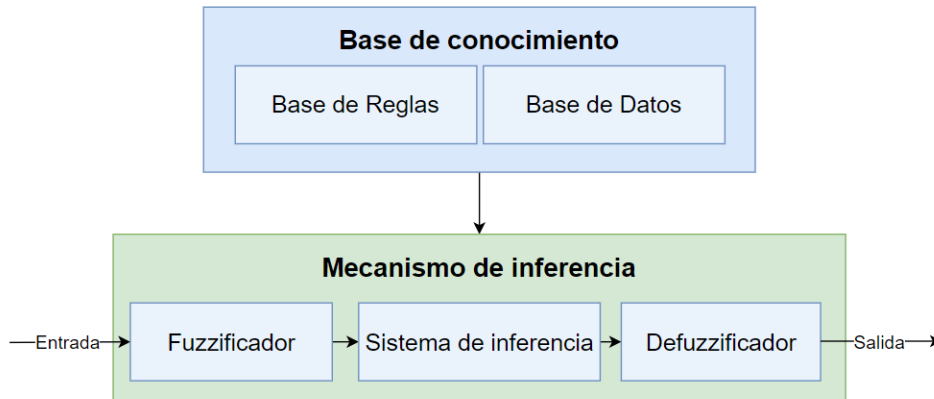 Base de conocimiento
Base de Reglas
Base de Datos
Mecanismo de inferencia
Entrada
Fuzzificador
Sistema de inferencia
Defuzzificador
Salida